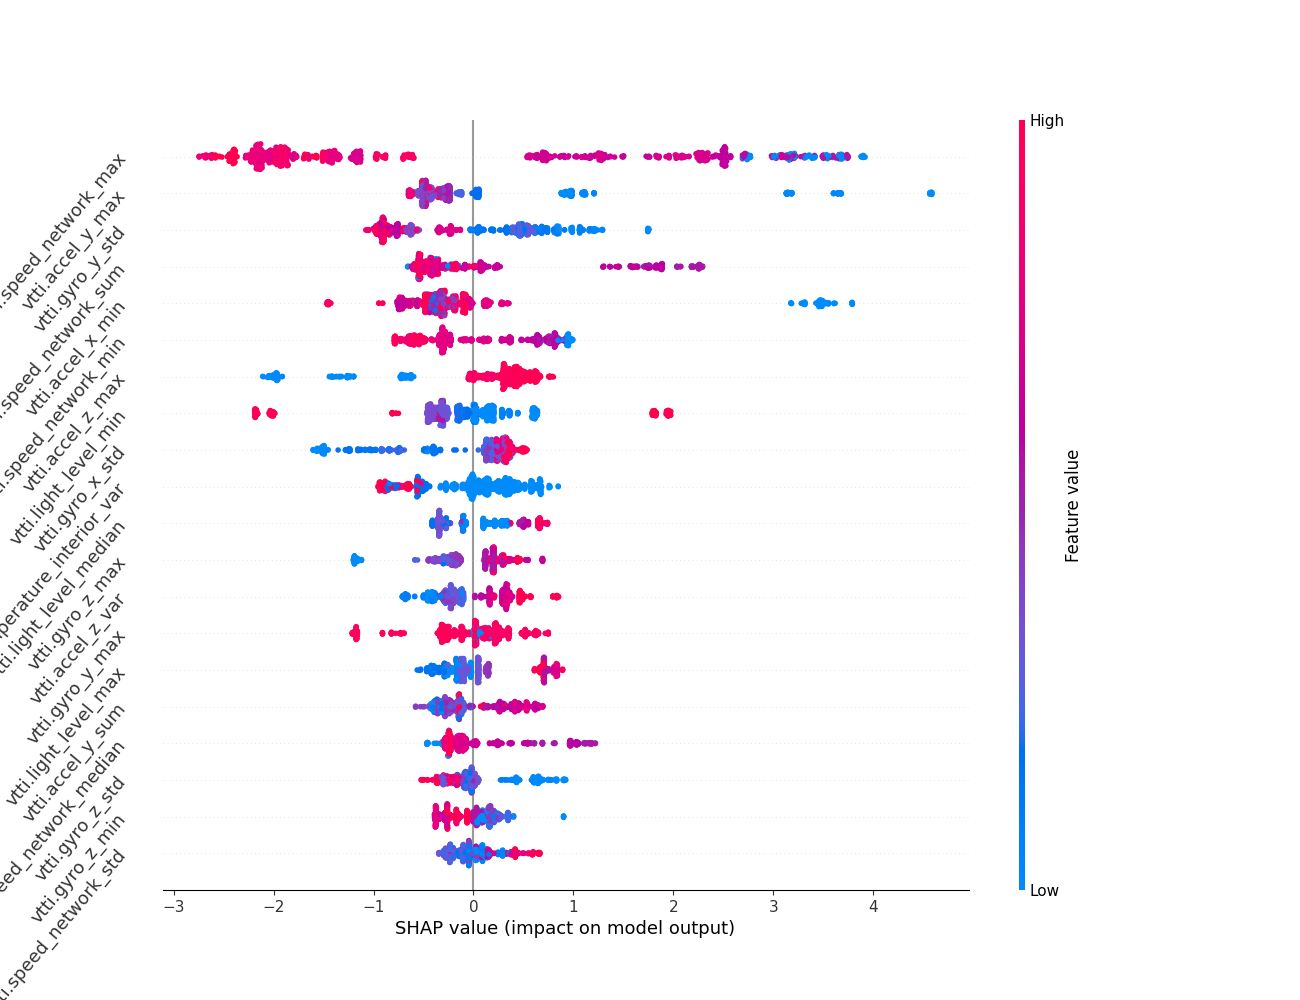 High
.speed_network_max
vtti.accel_y_max
vtti.gyro_y_std
.speed_network_sum
vtti.accel_x_min
.speed_network_min
vtti.accel_z_max
vtti.light_level_min
vtti.gyro_x_std
perature_interior_var
tti.light_level_median
vtti.gyro_z_max
vtti.accel_z_var
vtti.gyro_y_max
vtti.light_level_max
vtti.accel_y_sum
eed_network_median
vtti.gyro_z_std
vtti.gyro_z_min
ti.speed_network_std
Feature value
Low
−3 −2 −1 0 1 2 3 4
SHAP value (impact on model output)